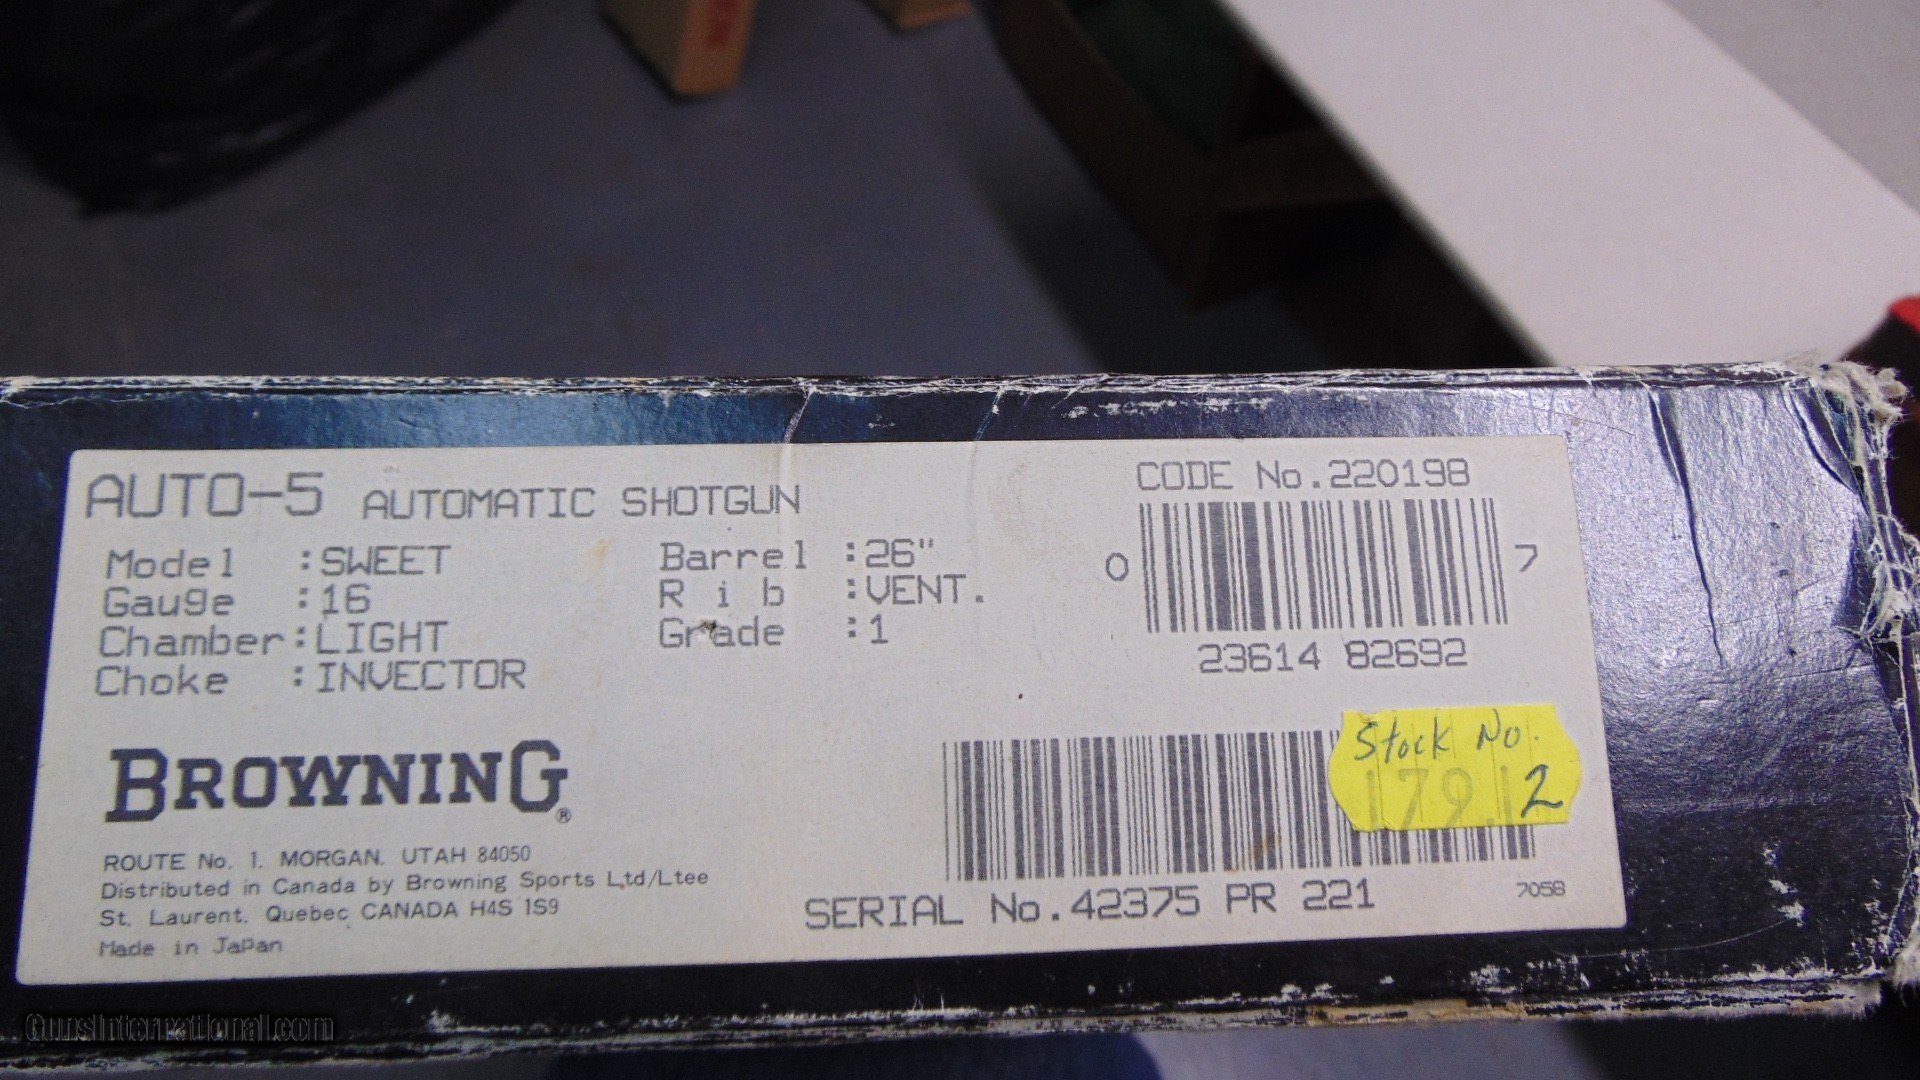 AUTO-5 AUTOMATIC SHOTGUN
Model :SWEET
Gauge :16
Chamber:LIGHT
Choke :INVECTOR
Barrel :26"
Rib :VENT.
Grade :1
CODE No.220198
0 7
23614 82692
Stock No.
179.1 2
BROWNING®
ROUTE No. 1. MORGAN. UTAH 84050
Distributed in Canada by Browning Sports Ltd/Ltee
St. Laurent. Quebec CANADA H4S 1S9
Made in Japan
SERIAL No.42375 PR 221
7058
GunsInternational.com